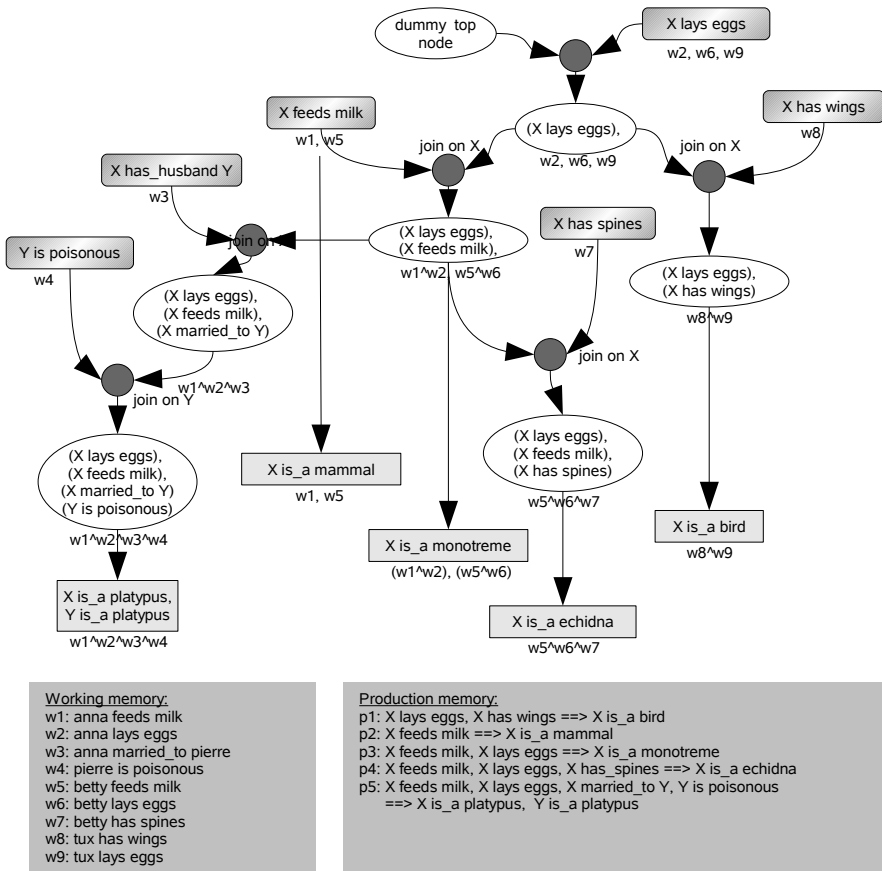 dummy top
node
X lays eggs
w2, w6, w9
X feeds milk
w1, w5
(X lays eggs),
w2, w6, w9
X has wings
w8
join on X
join on X
X has_husband Y
w3
join on
(X lays eggs),
(X feeds milk),
w1^w2
w5^w6
X has spines
w7
Y is poisonous
w4
(X lays eggs),
(X has wings)
w8^w9
(X lays eggs),
(X feeds milk),
(X married_to Y)
w1^w2^w3
join on X
join on Y
(X lays eggs),
(X feeds milk),
(X married_to Y)
(Y is poisonous)
w1^w2^w3^w4
X is_a mammal
w1, w5
(X lays eggs),
(X feeds milk),
(X has spines)
w5^w6^w7
X is_a monotreme
(w1^w2), (w5^w6)
X is_a bird
w8^w9
X is_a platypus,
Y is_a platypus
w1^w2^w3^w4
X is_a echidna
w5^w6^w7
Working memory:
w1: anna feeds milk
w2: anna lays eggs
w3: anna married_to pierre
w4: pierre is poisonous
w5: betty feeds milk
w6: betty lays eggs
w7: betty has spines
w8: tux has wings
w9: tux lays eggs
Production memory:
p1: X lays eggs, X has wings ==> X is_a bird
p2: X feeds milk ==> X is_a mammal
p3: X feeds milk, X lays eggs ==> X is_a monotreme
p4: X feeds milk, X lays eggs, X has_spines ==> X is_a echidna
p5: X feeds milk, X lays eggs, X married_to Y, Y is poisonous
==> X is_a platypus, Y is_a platypus